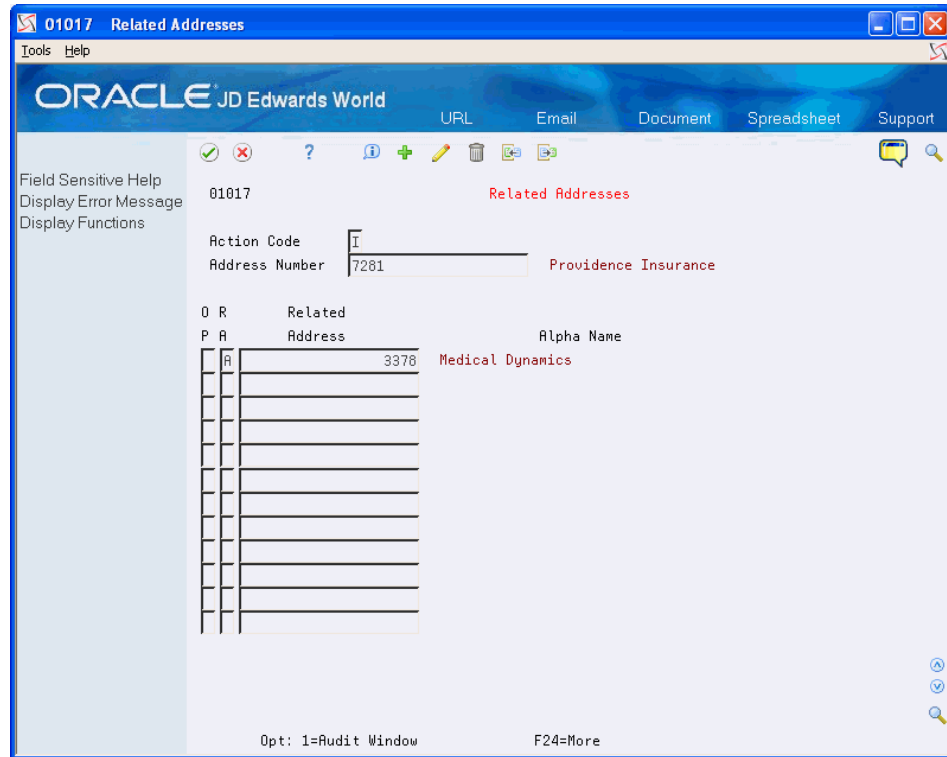 01017 Related Addresses
Tools Help
ORACLE JD Edwards World
URL Email Document Spreadsheet Support
Field Sensitive Help
Display Error Message
Display Functions
01017 Related Addresses
Action Code I
Address Number 7281 Providence Insurance
O R Related
P A Address Alpha Name
A 3378 Medical Dynamics
Opt: 1=Audit Window F24=More